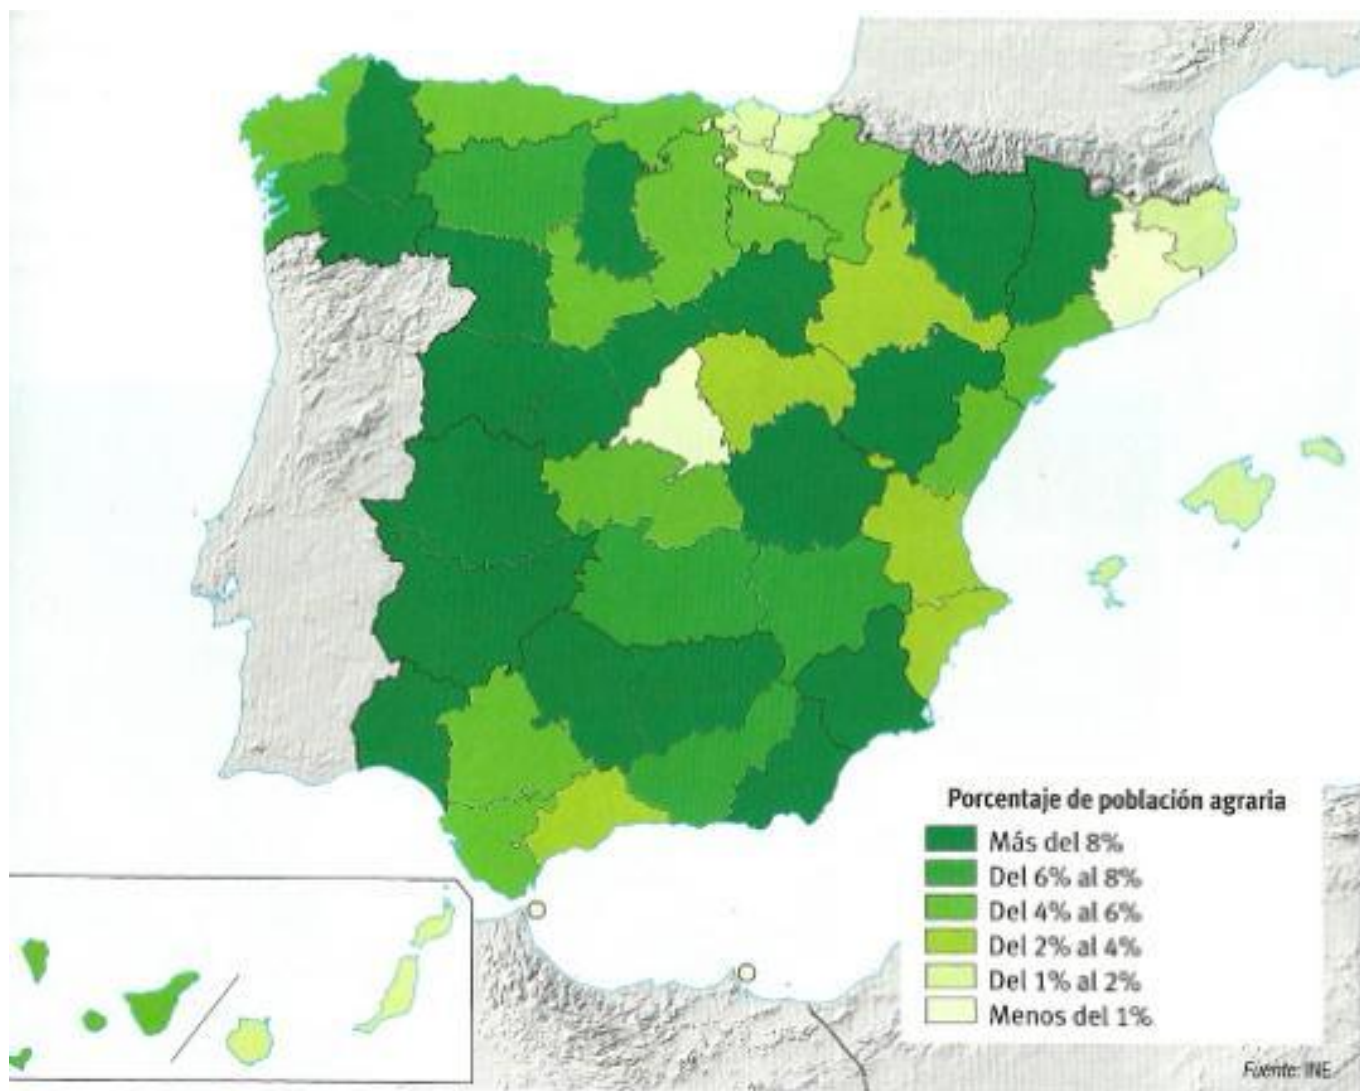 Porcentaje de población agraria
Más del 8%
Del 6% al 8%
Del 4% al 6%
Del 2% al 4%
Del 1% al 2%
Menos del 1%
Fuente: INE